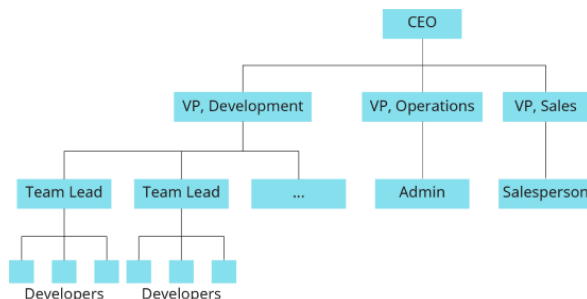 CEO
VP, Development
VP, Operations
VP, Sales
Team Lead
Team Lead
...
Admin
Salesperson
Developers
Developers